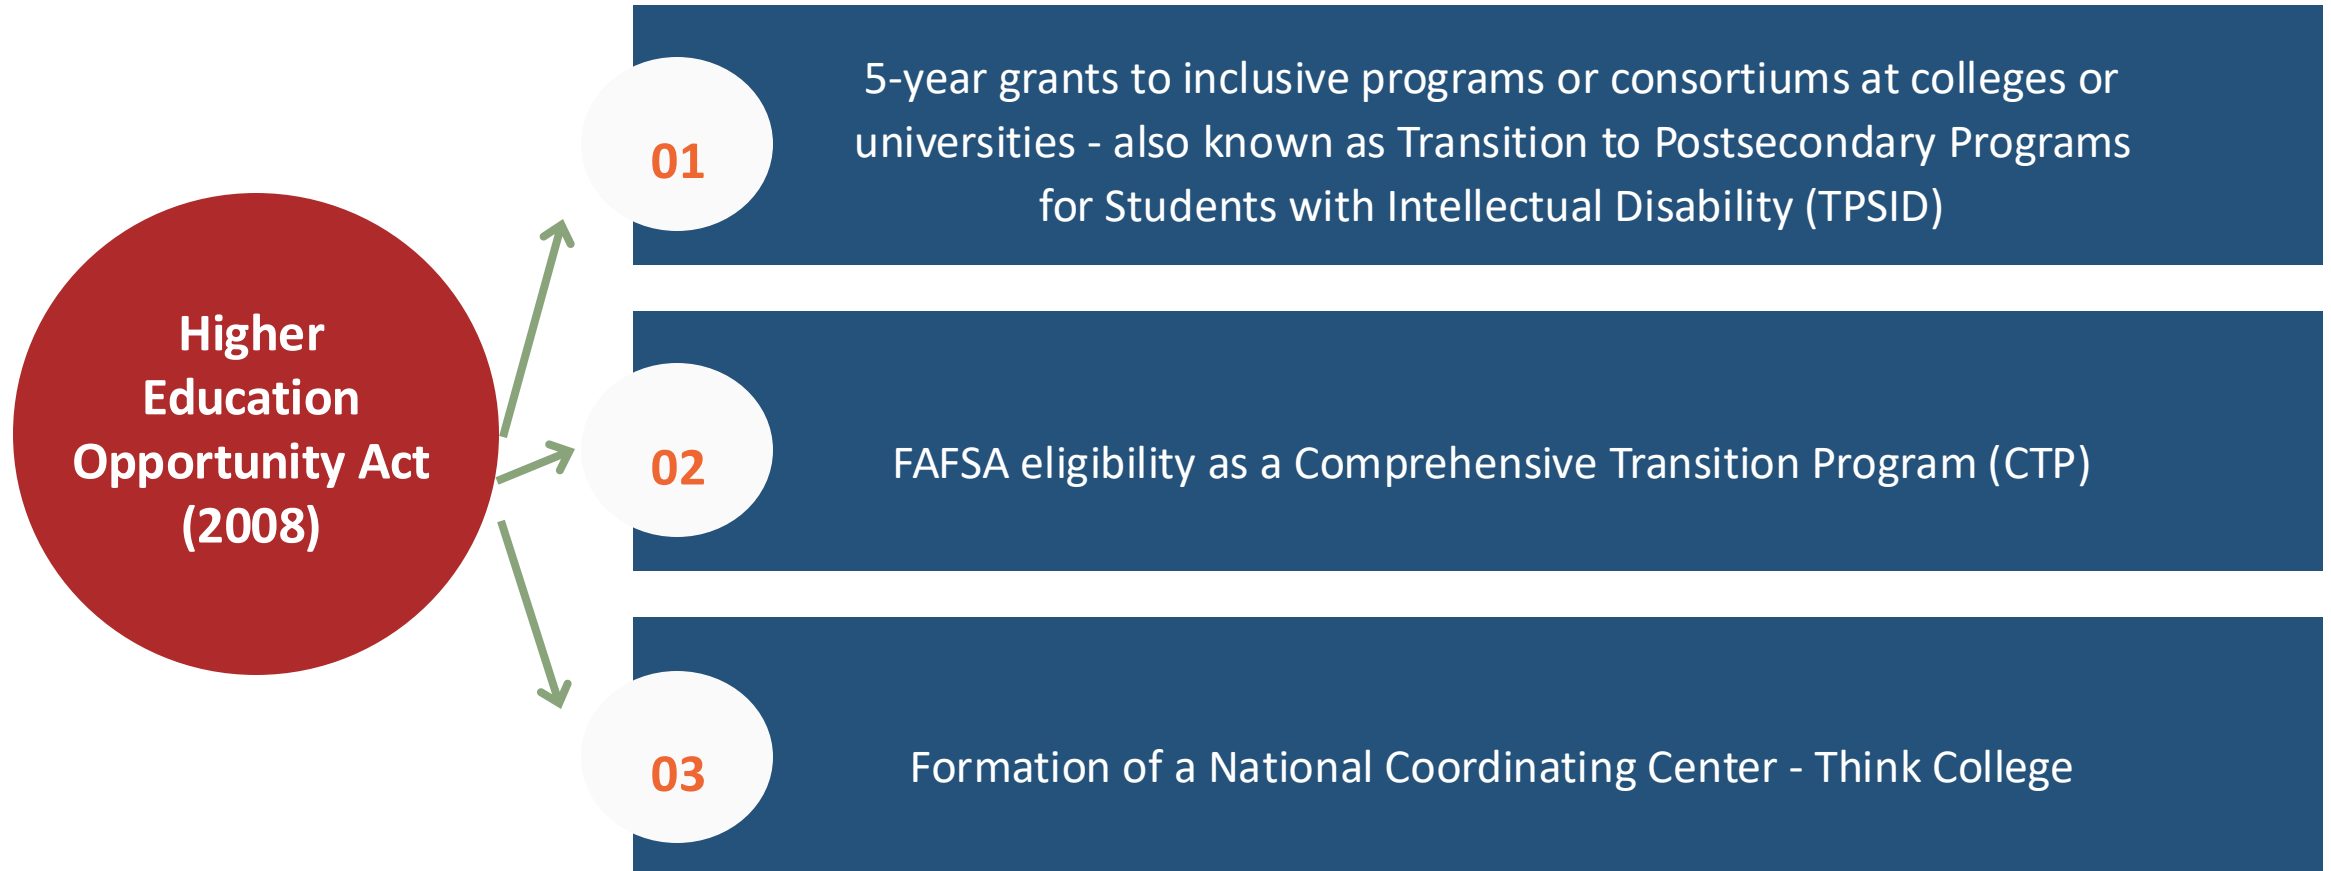 Higher
Education
Opportunity Act
(2008)
01
5-year grants to inclusive programs or consortiums at colleges or
universities - also known as Transition to Postsecondary Programs
for Students with Intellectual Disability (TPSID)
02
FAFSA eligibility as a Comprehensive Transition Program (CTP)
03
Formation of a National Coordinating Center - Think College